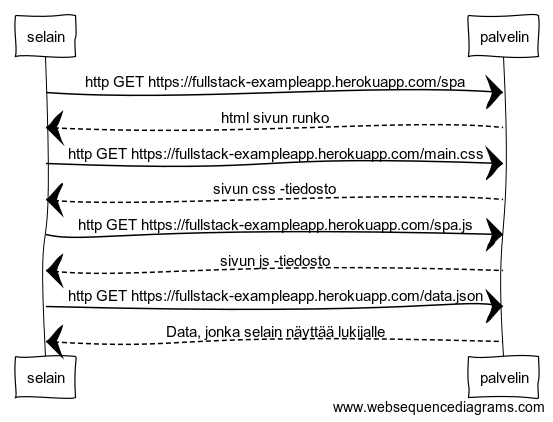 selain palvelin
http GET https://fullstack-exampleapp.herokuapp.com/spa
html sivun runko
http GET https://fullstack-exampleapp.herokuapp.com/main.css
sivun css -tiedosto
http GET https://fullstack-exampleapp.herokuapp.com/spa.js
sivun js -tiedosto
http GET https://fullstack-exampleapp.herokuapp.com/data.json
Data, jonka selain näyttää lukijalle
selain palvelin
www.websequencediagrams.com